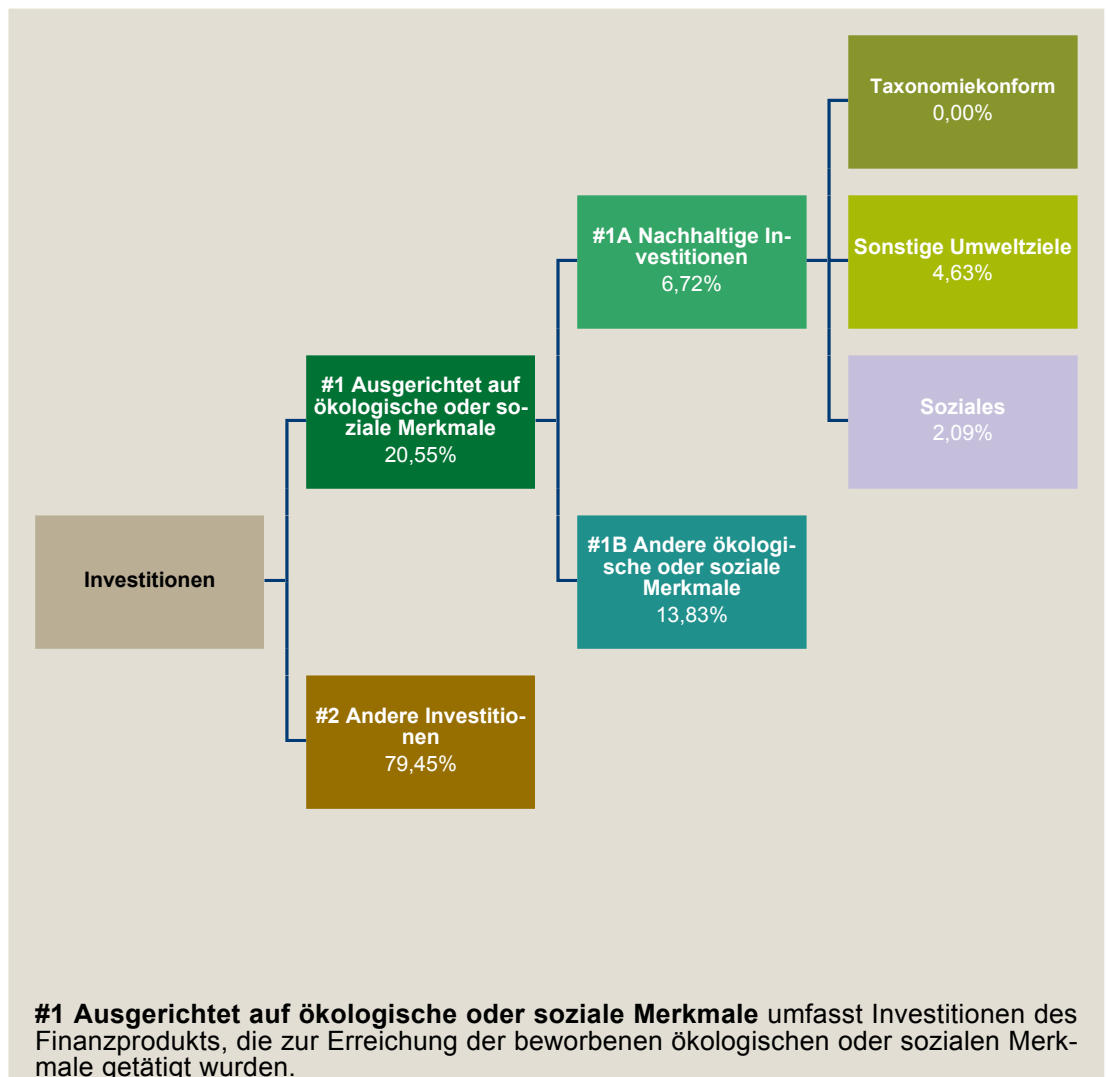 Taxonomiekonform
0,00%
#1A Nachhaltige In-
vestitionen
6,72%
Sonstige Umweltziele
4,63%
#1 Ausgerichtet auf
ökologische oder so-
ziale Merkmale
20,55%
Soziales
2,09%
Investitionen
#1B Andere ökologi-
sche oder soziale
Merkmale
13,83%
#2 Andere Investitio-
nen
79,45%
#1 Ausgerichtet auf ökologische oder soziale Merkmale umfasst Investitionen des
Finanzprodukts, die zur Erreichung der beworbenen ökologischen oder sozialen Merk-
male getätigt wurden.